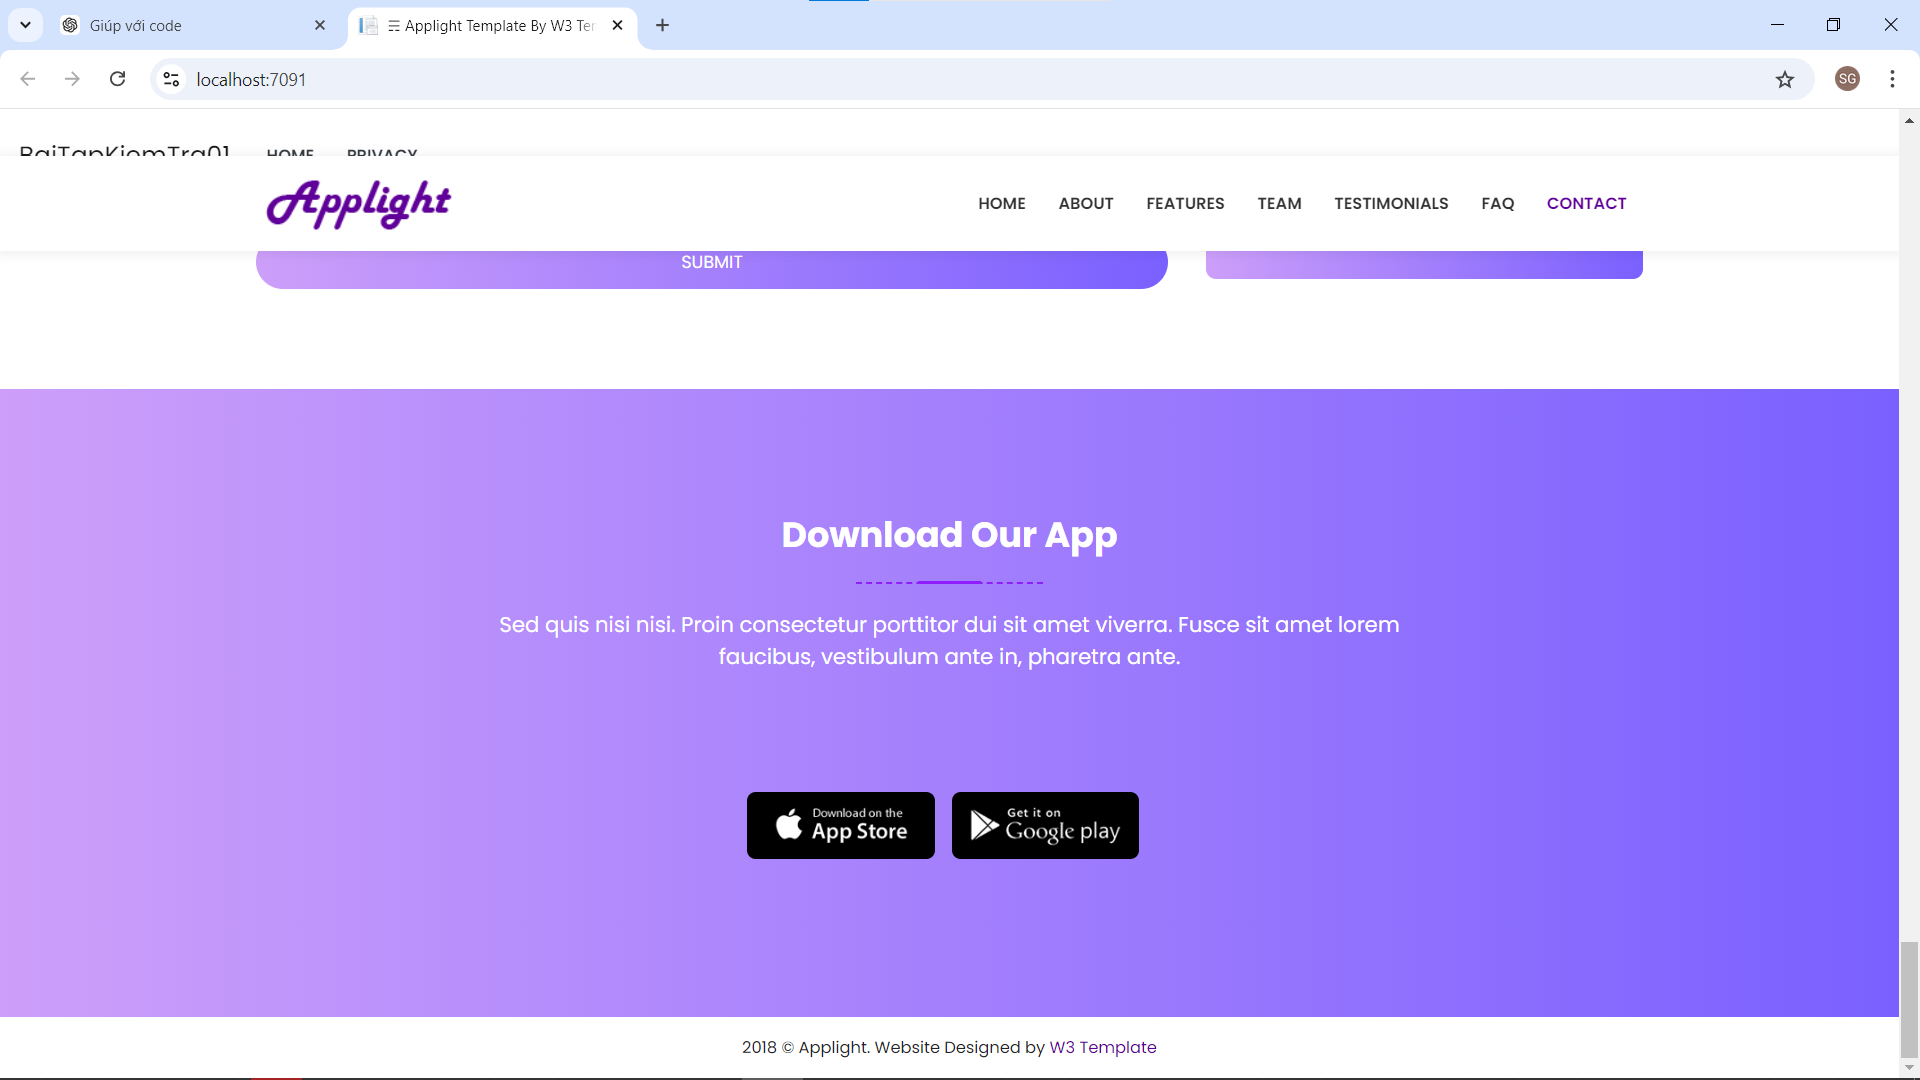 Giúp với code
☴ Applight Template By W3 Ter
localhost:7091
SG
BaiTapKiemTra01 HOME PRIVACY
Applight
HOME ABOUT FEATURES TEAM TESTIMONIALS FAQ CONTACT
SUBMIT
Download Our App
Sed quis nisi nisi. Proin consectetur porttitor dui sit amet viverra. Fusce sit amet lorem
faucibus, vestibulum ante in, pharetra ante.
Download on the
App Store
Get it on
Google play
2018 © Applight. Website Designed by W3 Template